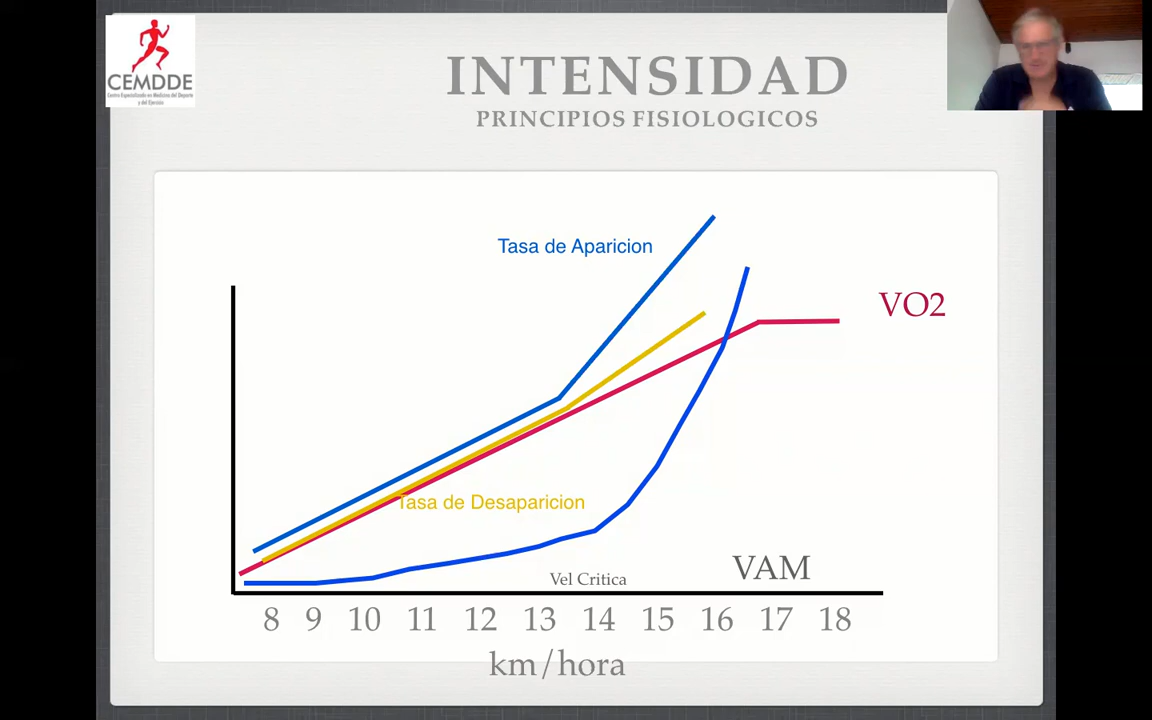 CEMDDE
Centro Especializado en Medicina del Deporte
y del Ejercicio
INTENSIDAD
PRINCIPIOS FISIOLOGICOS
Tasa de Aparicion
VO2
Tasa de Desaparicion
Vel Critica
VAM
8 9 10 11 12 13 14 15 16 17 18
km/hora